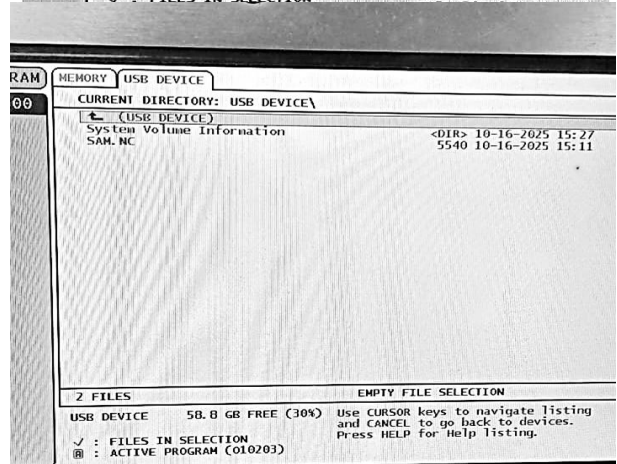 RAM)
00
MEMORY USB DEVICE
CURRENT DIRECTORY: USB DEVICE\
(USB DEVICE)
System Volume Information <DIR> 10-16-2025 15:27
SAM.NC 5540 10-16-2025 15:11
2 FILES EMPTY FILE SELECTION
USB DEVICE 58.8 GB FREE (30%)
✓ : FILES IN SELECTION
A : ACTIVE PROGRAM (O10203)
Use CURSOR keys to navigate listing
and CANCEL to go back to devices.
Press HELP for Help listing.